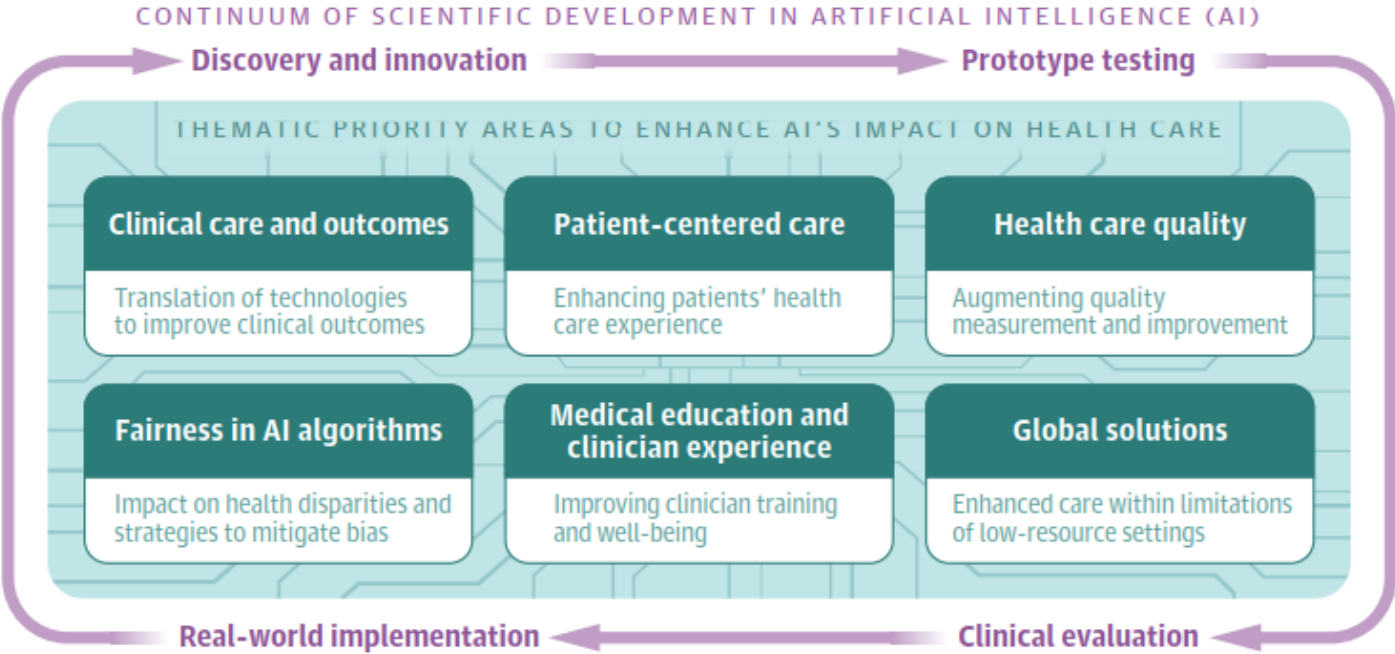 CONTINUUM OF SCIENTIFIC DEVELOPMENT IN ARTIFICIAL INTELLIGENCE (AI)
Discovery and innovation
Prototype testing
THEMATIC PRIORITY AREAS TO ENHANCE AI'S IMPACT ON HEALTH CARE
Clinical care and outcomes
Translation of technologies
to improve clinical outcomes
Patient-centered care
Enhancing patients' health
care experience
Health care quality
Augmenting quality
measurement and improvement
Fairness in AI algorithms
Impact on health disparities and
strategies to mitigate bias
Medical education and
clinician experience
Improving clinician training
and well-being
Global solutions
Enhanced care within limitations
of low-resource settings
Real-world implementation
Clinical evaluation